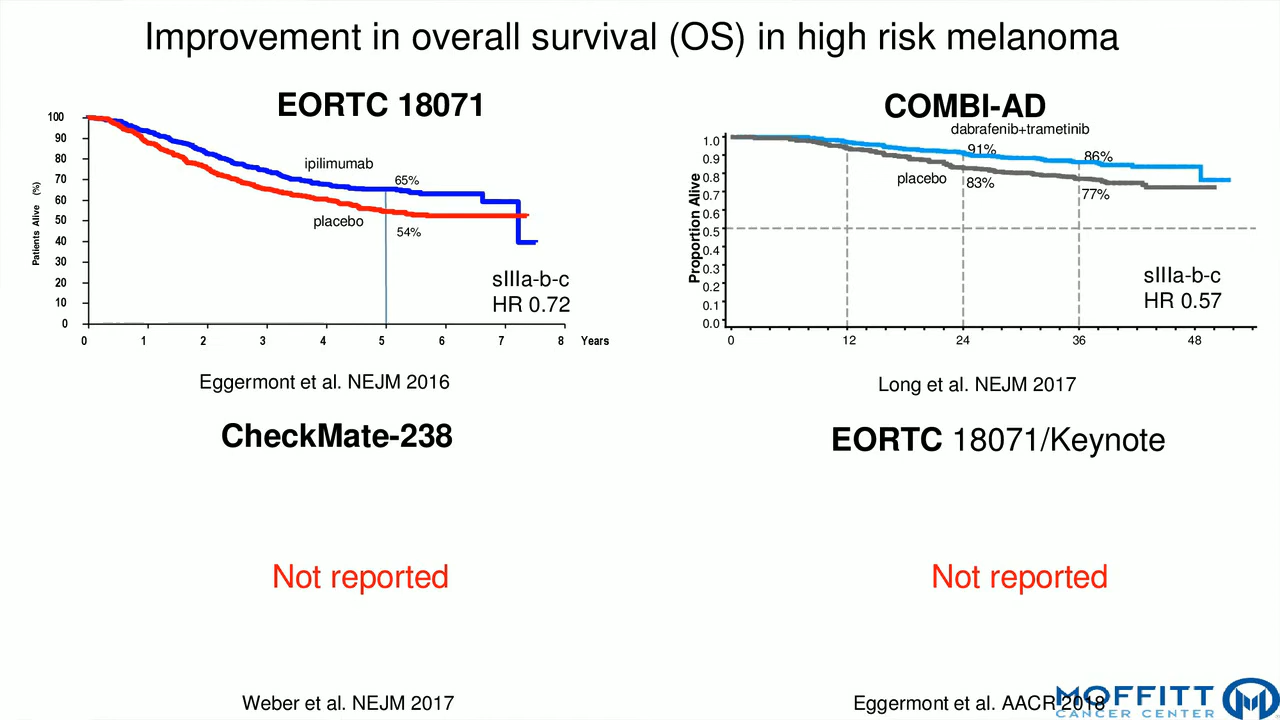 Improvement in overall survival (OS) in high risk melanoma
EORTC 18071
100
90
80
70
60
50
40
30
20
10
0
Patients Alive (%)
ipilimumab
65%
placebo
54%
sIIIa-b-c
HR 0.72
0 1 2 3 4 5 6 7 8 Years
Eggermont et al. NEJM 2016
COMBI-AD
dabrafenib+trametinib
1.0
0.9
0.8
0.7
0.6
0.5
0.4
0.3
0.2
0.1
0.0
Proportion Alive
91%
86%
placebo
83%
77%
sIIIa-b-c
HR 0.57
0 12 24 36 48
Long et al. NEJM 2017
CheckMate-238
Not reported
Weber et al. NEJM 2017
EORTC 18071/Keynote
Not reported
Eggermont et al. AACR 2018
MOFFITT
CANCER CENTER